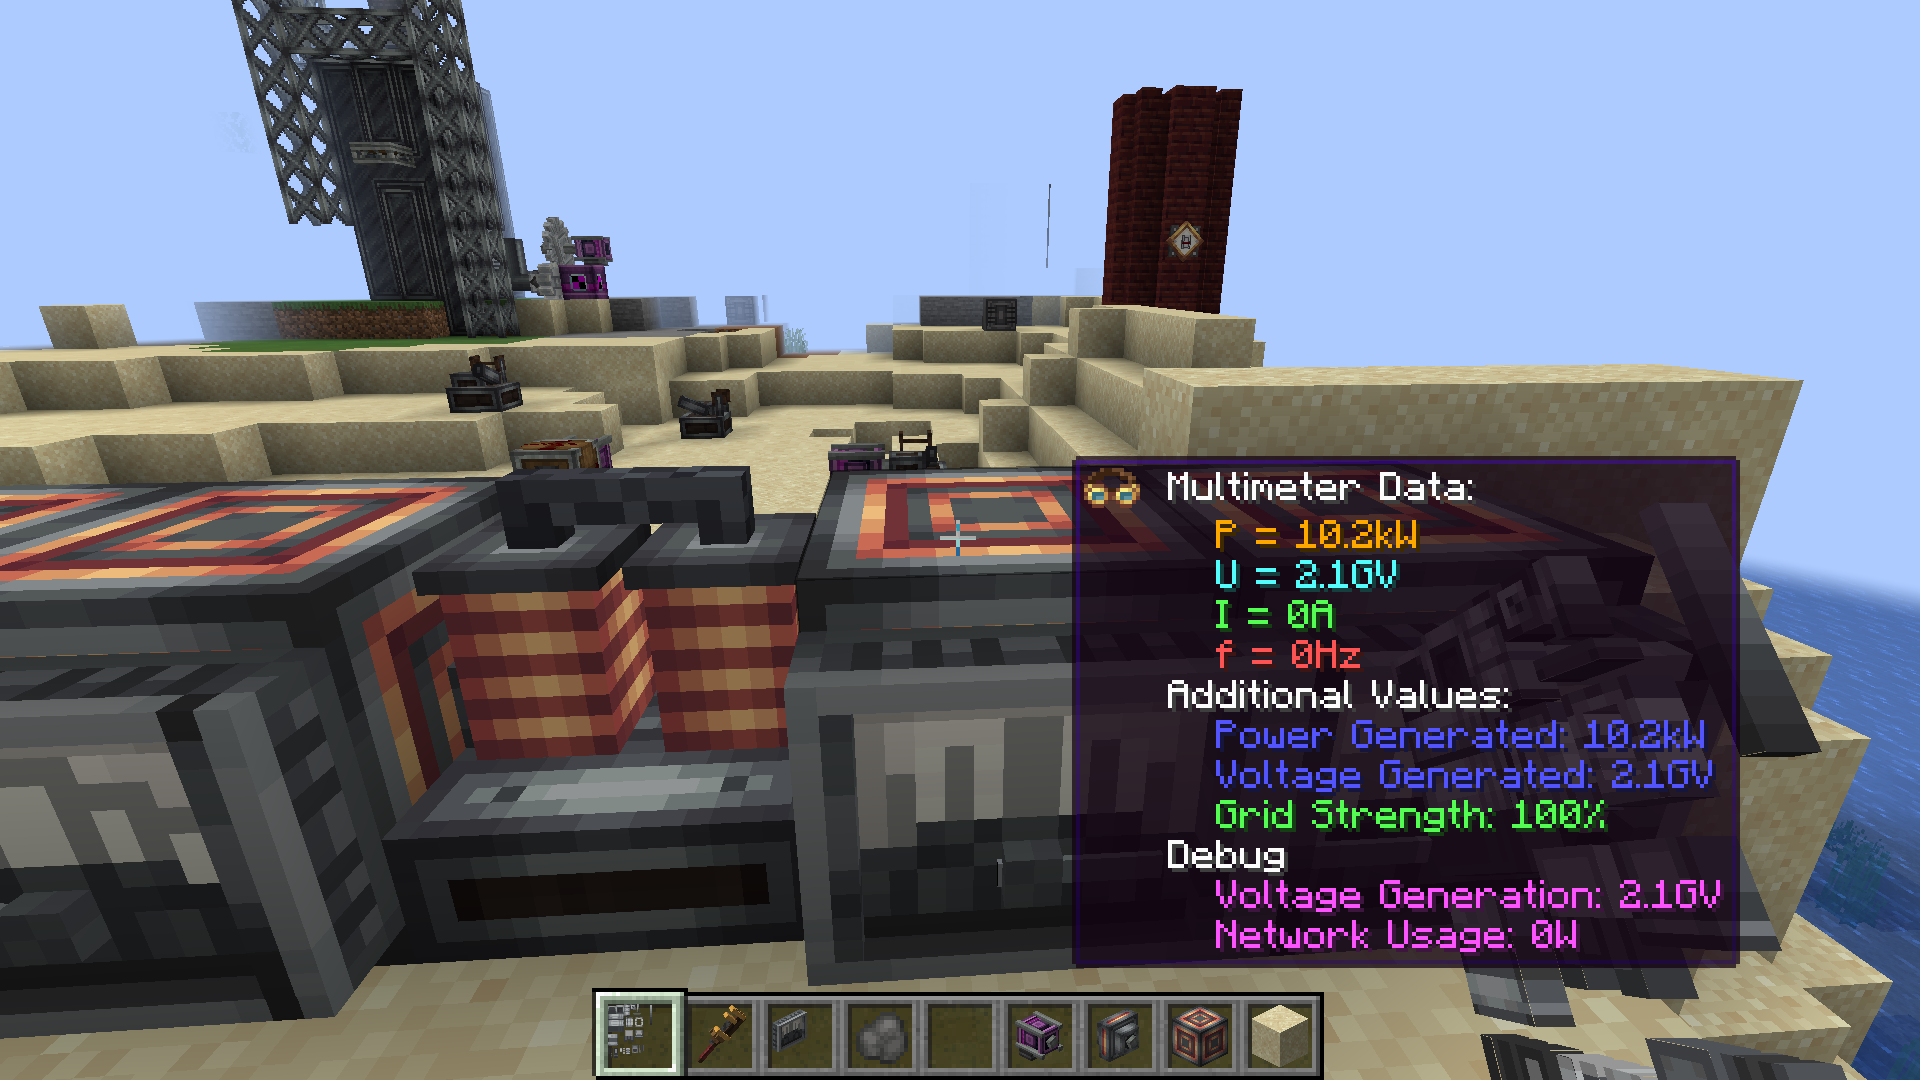 Multimeter Data:
P = 10.2kW
U = 2.1GV
I = 0A
f = 0Hz
Additional Values:
Power Generated: 10.2kW
Voltage Generated: 2.1GV
Grid Strength: 100%
Debug
Voltage Generation: 2.1GV
Network Usage: 0W